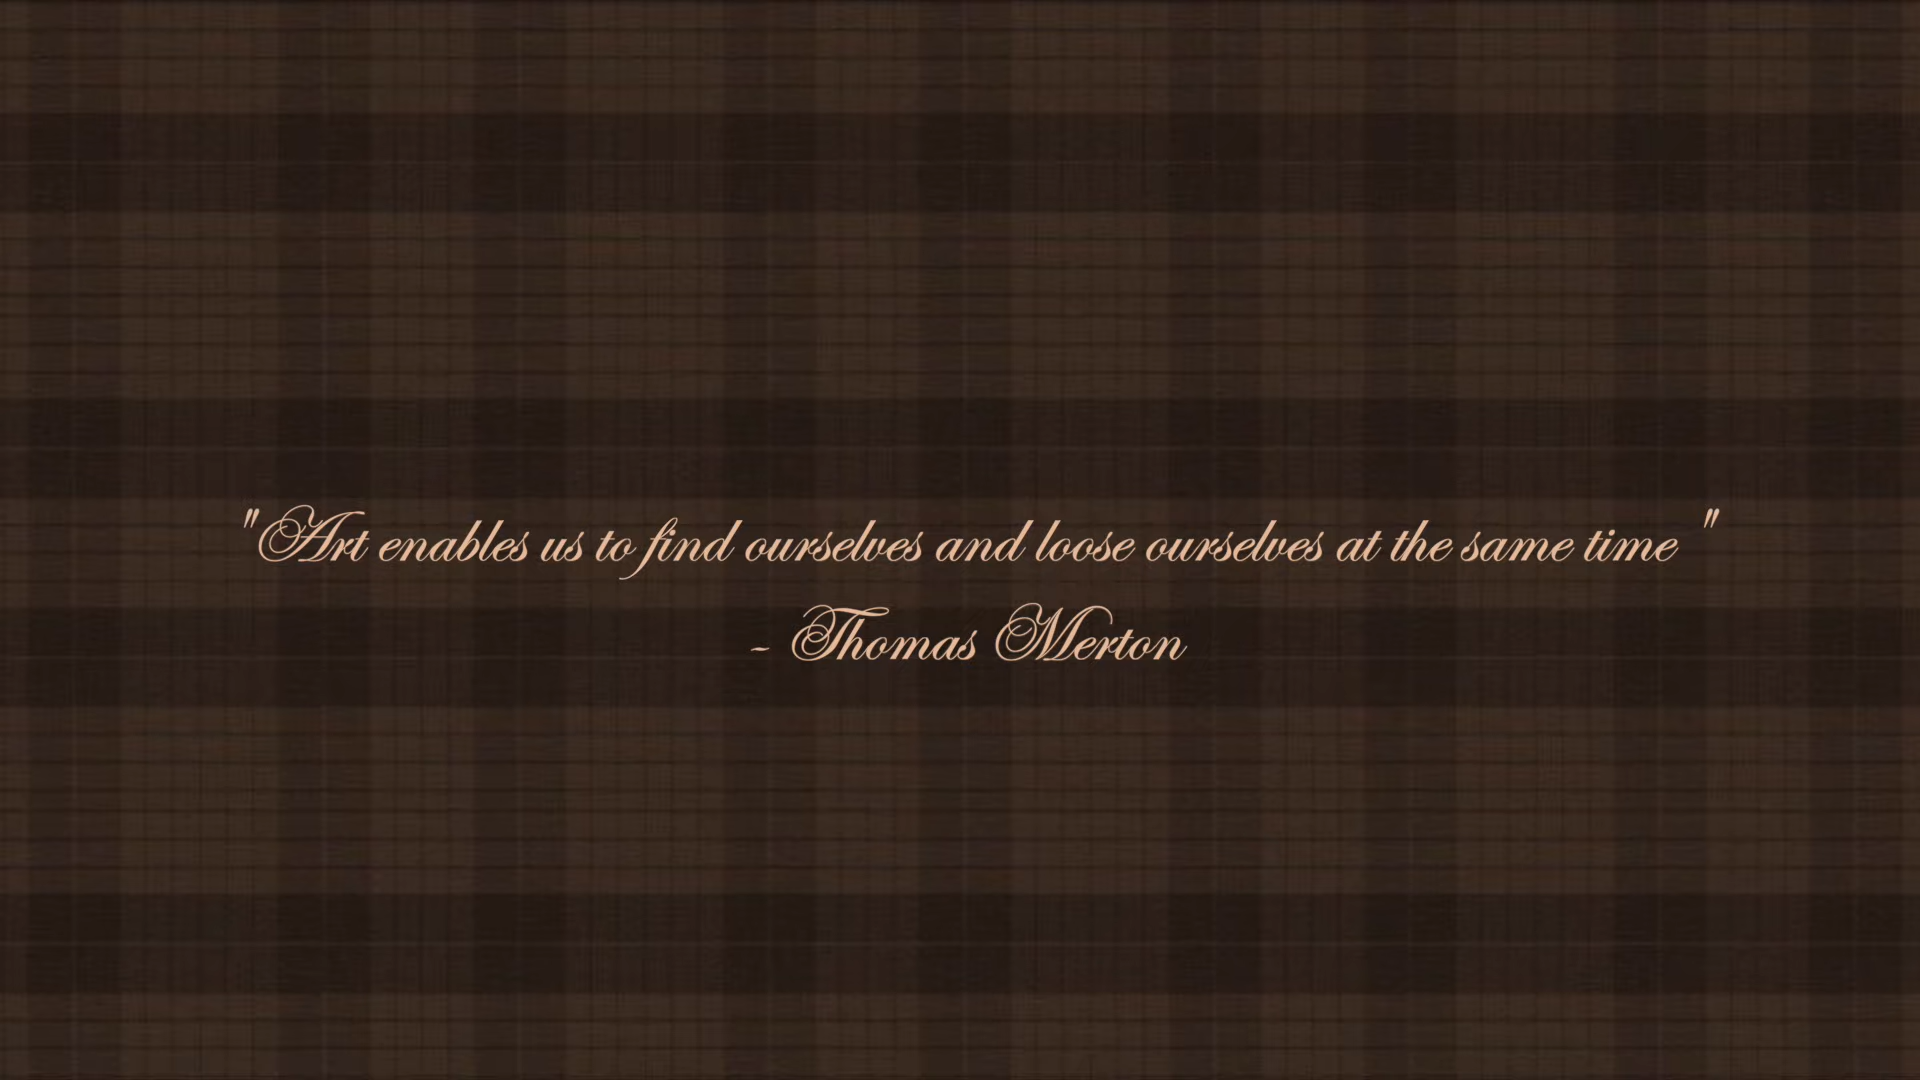 "Art enables us to find ourselves and loose ourselves at the same time "
- Thomas Merton